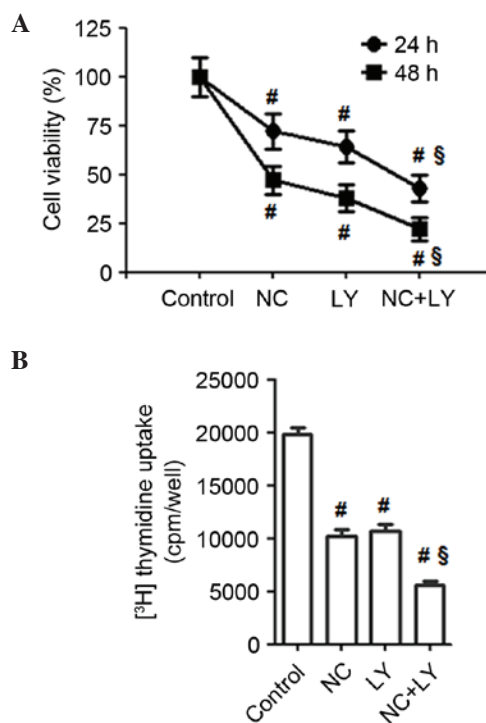 A
Cell viability (%)
125
100
75
50
25
0
24 h
48 h
# # # §
# # # §
Control NC LY NC+LY
B
[³H] thymidine uptake
(cpm/well)
25000
20000
15000
10000
5000
0
# # # §
Control NC LY NC+LY